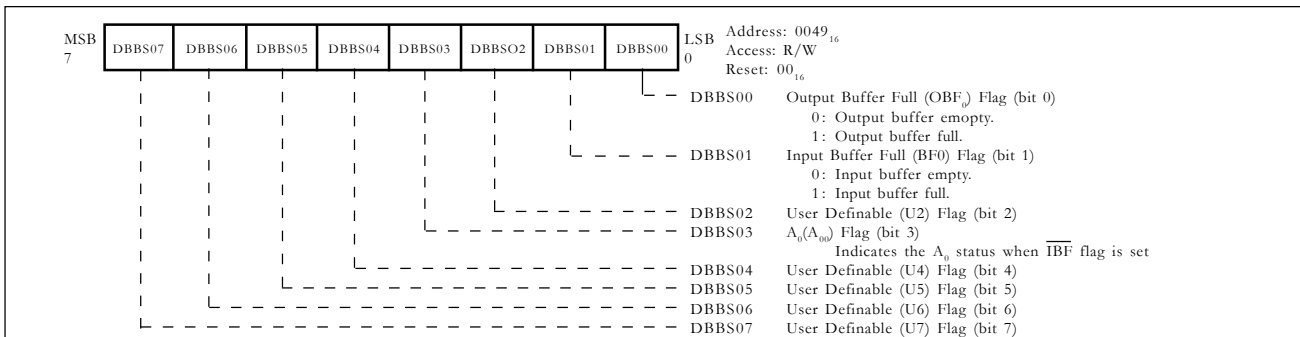 MSB
7
DBBS07 DBBS06 DBBS05 DBBS04 DBBS03 DBBSO2 DBBS01 DBBS00
LSB
0
Address: 0049₁₆
Access: R/W
Reset: 00₁₆
DBBS00 Output Buffer Full (OBF₀) Flag (bit 0)
0: Output buffer emopty.
1: Output buffer full.
DBBS01 Input Buffer Full (BF0) Flag (bit 1)
0: Input buffer empty.
1: Input buffer full.
DBBS02 User Definable (U2) Flag (bit 2)
DBBS03 A₀(A₀₀) Flag (bit 3)
Indicates the A₀ status when I̅B̅F̅ flag is set
DBBS04 User Definable (U4) Flag (bit 4)
DBBS05 User Definable (U5) Flag (bit 5)
DBBS06 User Definable (U6) Flag (bit 6)
DBBS07 User Definable (U7) Flag (bit 7)